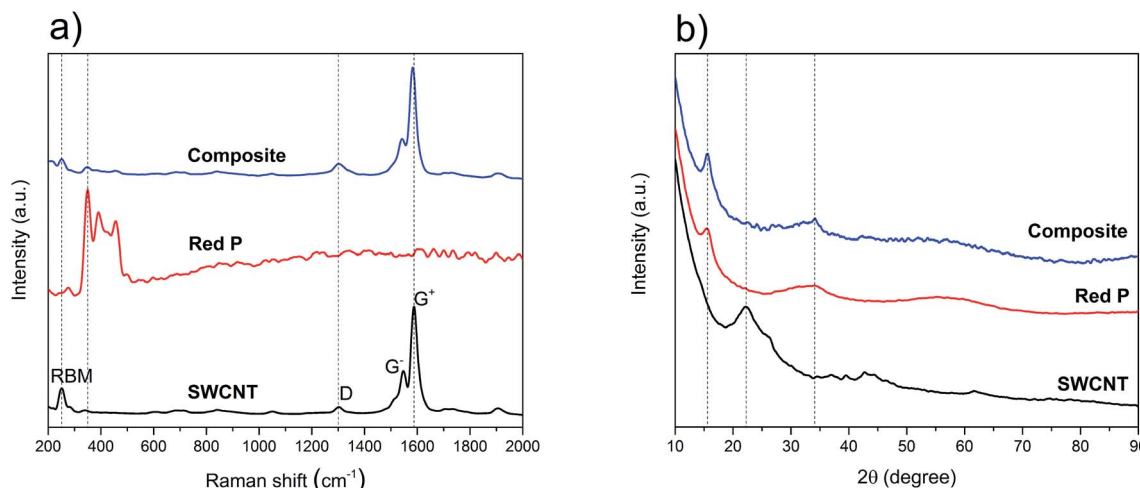 a)
Intensity (a.u.)
Composite
Red P
SWCNT
RBM
D
G⁻
G⁺
200 400 600 800 1000 1200 1400 1600 1800 2000
Raman shift (cm⁻¹)
b)
Intensity (a.u.)
Composite
Red P
SWCNT
10 20 30 40 50 60 70 80 90
2θ (degree)